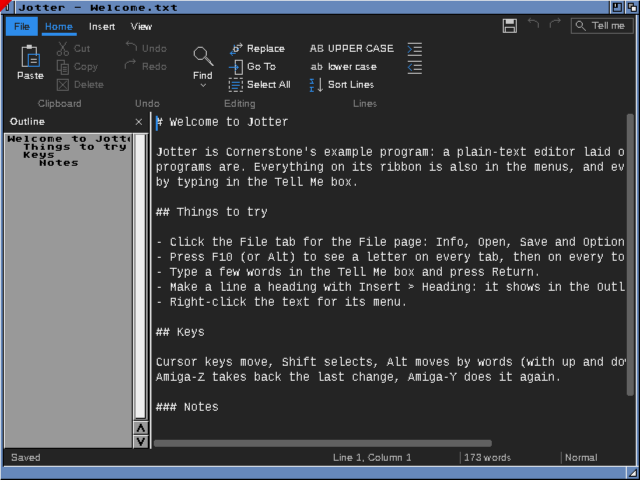 Jotter - Welcome.txt
File Home Insert View Tell me
Paste Cut Copy Delete
Clipboard
Undo Redo
Undo
Find Replace Go To Select All
Editing
AB UPPER CASE
ab lower case
Sort Lines
Lines
Outline
Welcome to Jott
Things to try
Keys
Notes
# Welcome to Jotter
Jotter is Cornerstone's example program: a plain-text editor laid o
programs are. Everything on its ribbon is also in the menus, and ev
by typing in the Tell Me box.
## Things to try
- Click the File tab for the File page: Info, Open, Save and Option
- Press F10 (or Alt) to see a letter on every tab, then on every to
- Type a few words in the Tell Me box and press Return.
- Make a line a heading with Insert > Heading: it shows in the Outl
- Right-click the text for its menu.
## Keys
Cursor keys move, Shift selects, Alt moves by words (with up and do
Amiga-Z takes back the last change, Amiga-Y does it again.
### Notes
Saved Line 1, Column 1 173 words Normal